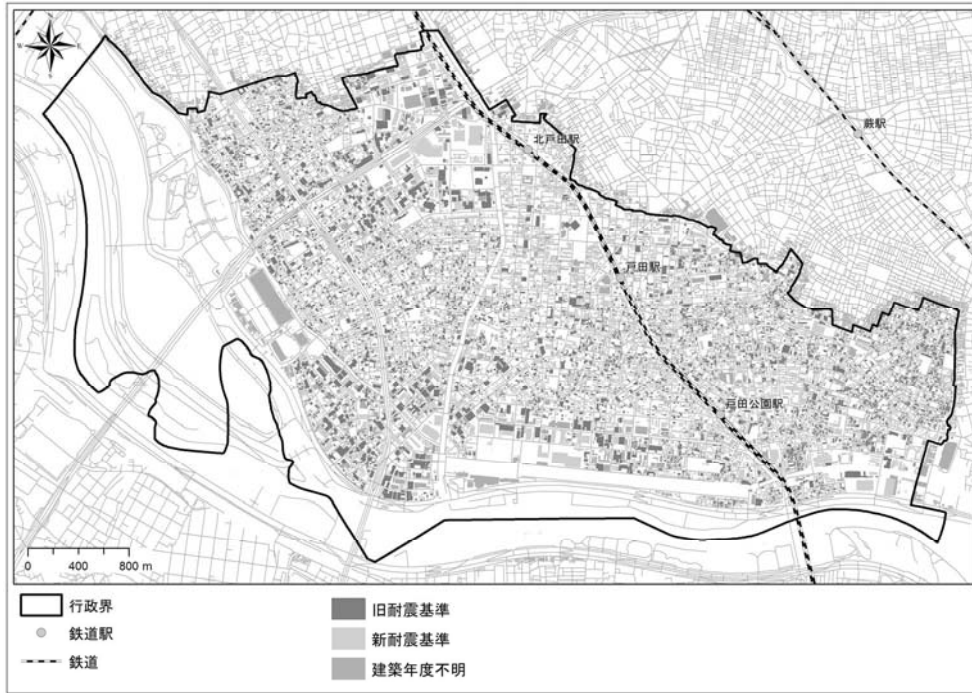 N
W
E
S
蕨駅
北戸田駅
戸田駅
戸田公園駅
0 400 800 m
行政界
鉄道駅
鉄道
旧耐震基準
新耐震基準
建築年度不明